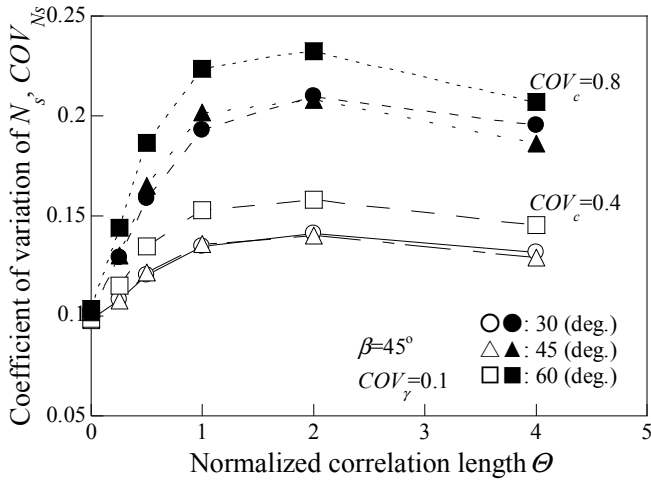 Coefficient of variation of N_s, COV_Ns
0.25
0.2
0.15
0.1
0.05
COV_c=0.8
COV_c=0.4
β=45°
COV_γ=0.1
○●: 30 (deg.)
△▲: 45 (deg.)
□■: 60 (deg.)
0 1 2 3 4 5
Normalized correlation length Θ